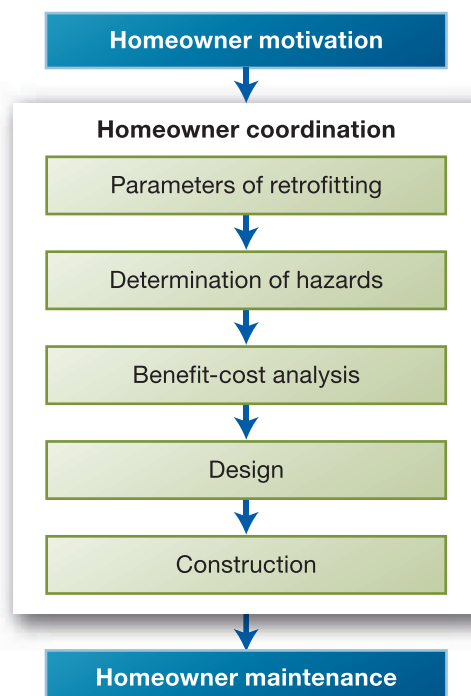 Homeowner motivation
Homeowner coordination
Parameters of retrofitting
Determination of hazards
Benefit-cost analysis
Design
Construction
Homeowner maintenance